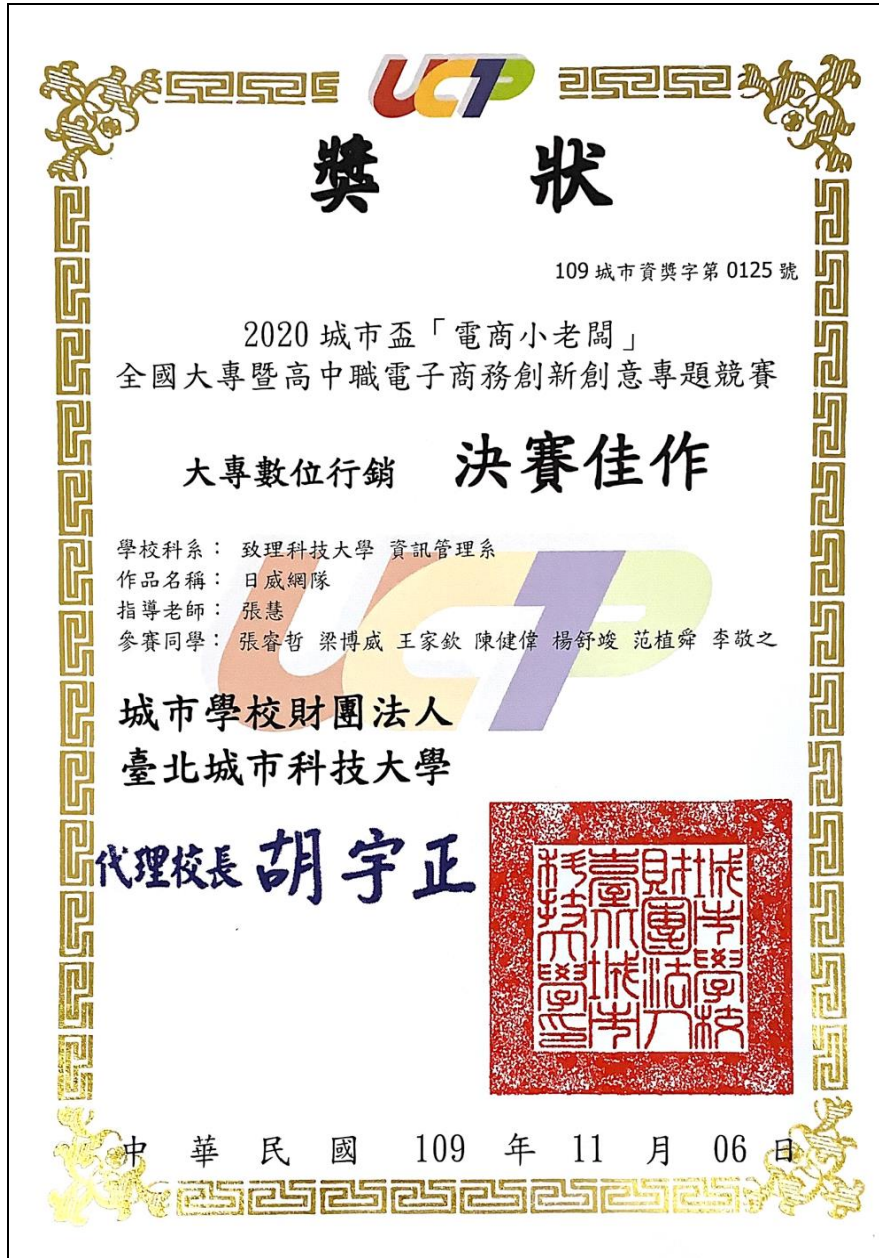 UCTP
獎狀
109 城市資獎字第 0125 號
2020 城市盃「電商小老闆」
全國大專暨高中職電子商務創新創意專題競賽
大專數位行銷 決賽佳作
學校科系： 致理科技大學 資訊管理系
作品名稱： 日威網隊
指導老師： 張慧
參賽同學： 張睿哲 梁博威 王家欽 陳健偉 楊舒竣 范植舜 李敬之
城市學校財團法人
臺北城市科技大學
代理校長 胡宇正
城市學校
財團法人
臺北城市
科技大學印
中華民國 109 年 11 月 06 日